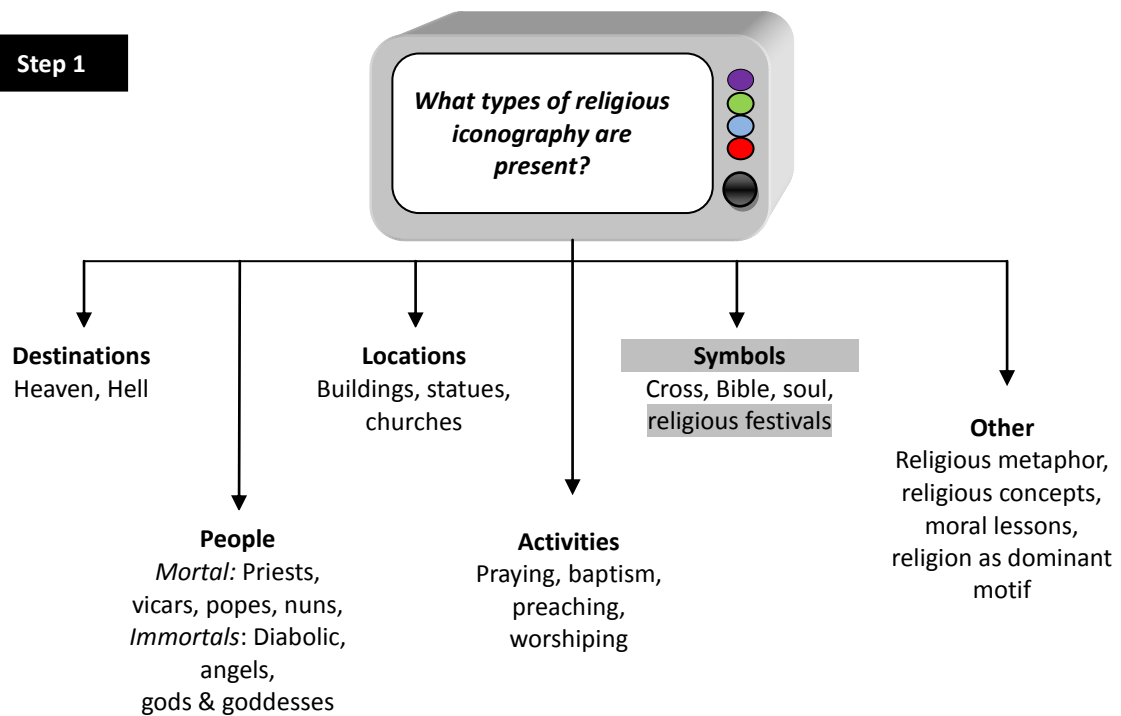 Step 1
What types of religious
iconography are
present?
Destinations
Heaven, Hell
Locations
Buildings, statues,
churches
Symbols
Cross, Bible, soul,
religious festivals
Other
Religious metaphor,
religious concepts,
moral lessons,
religion as dominant
motif
People
Mortal: Priests,
vicars, popes, nuns,
Immortals: Diabolic,
angels,
gods & goddesses
Activities
Praying, baptism,
preaching,
worshiping